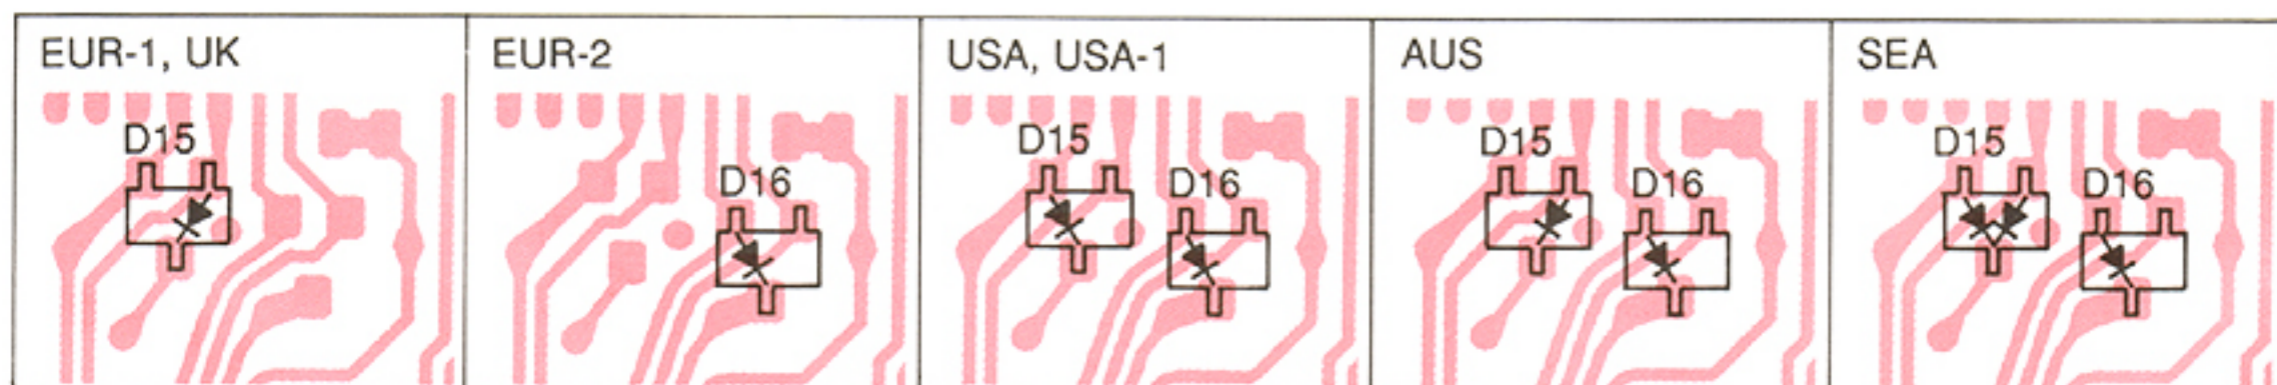 EUR-1, UK
D15
EUR-2
D16
USA, USA-1
D15
D16
AUS
D15
D16
SEA
D15
D16